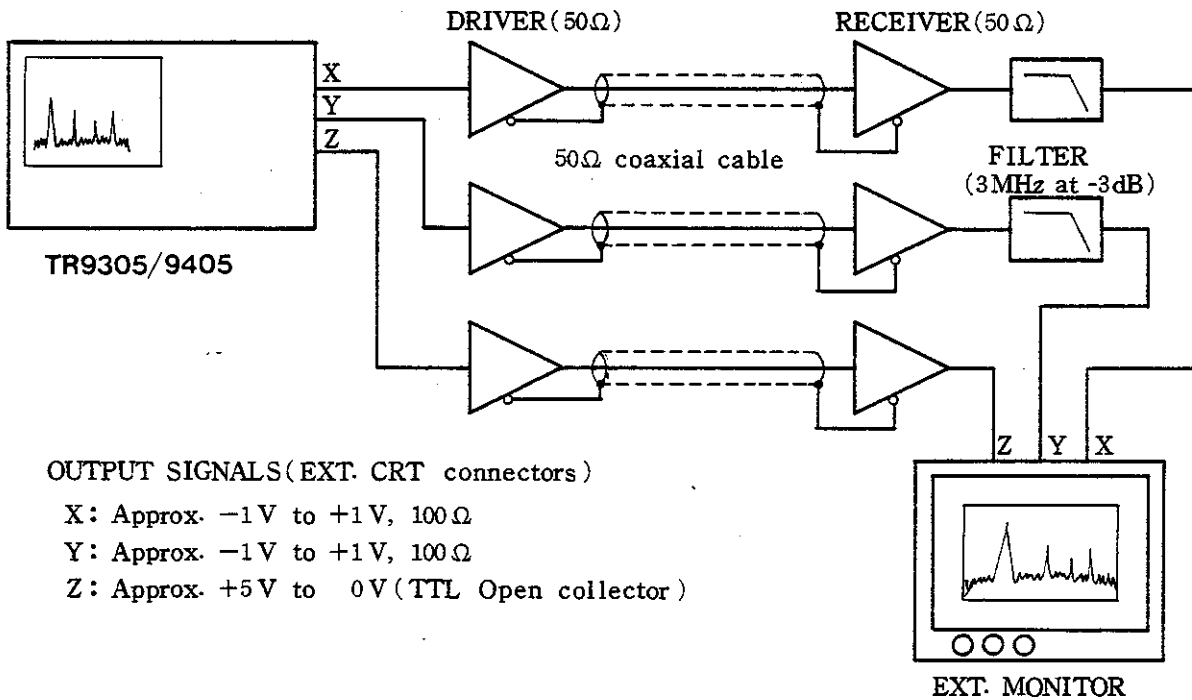 DRIVER(50Ω)
RECEIVER(50Ω)
X
Y
Z
50Ω coaxial cable
FILTER
(3MHz at -3dB)
TR9305/9405
Z Y X
OUTPUT SIGNALS(EXT. CRT connectors)
X: Approx. -1V to +1V, 100Ω
Y: Approx. -1V to +1V, 100Ω
Z: Approx. +5V to 0V(TTL Open collector)
EXT. MONITOR